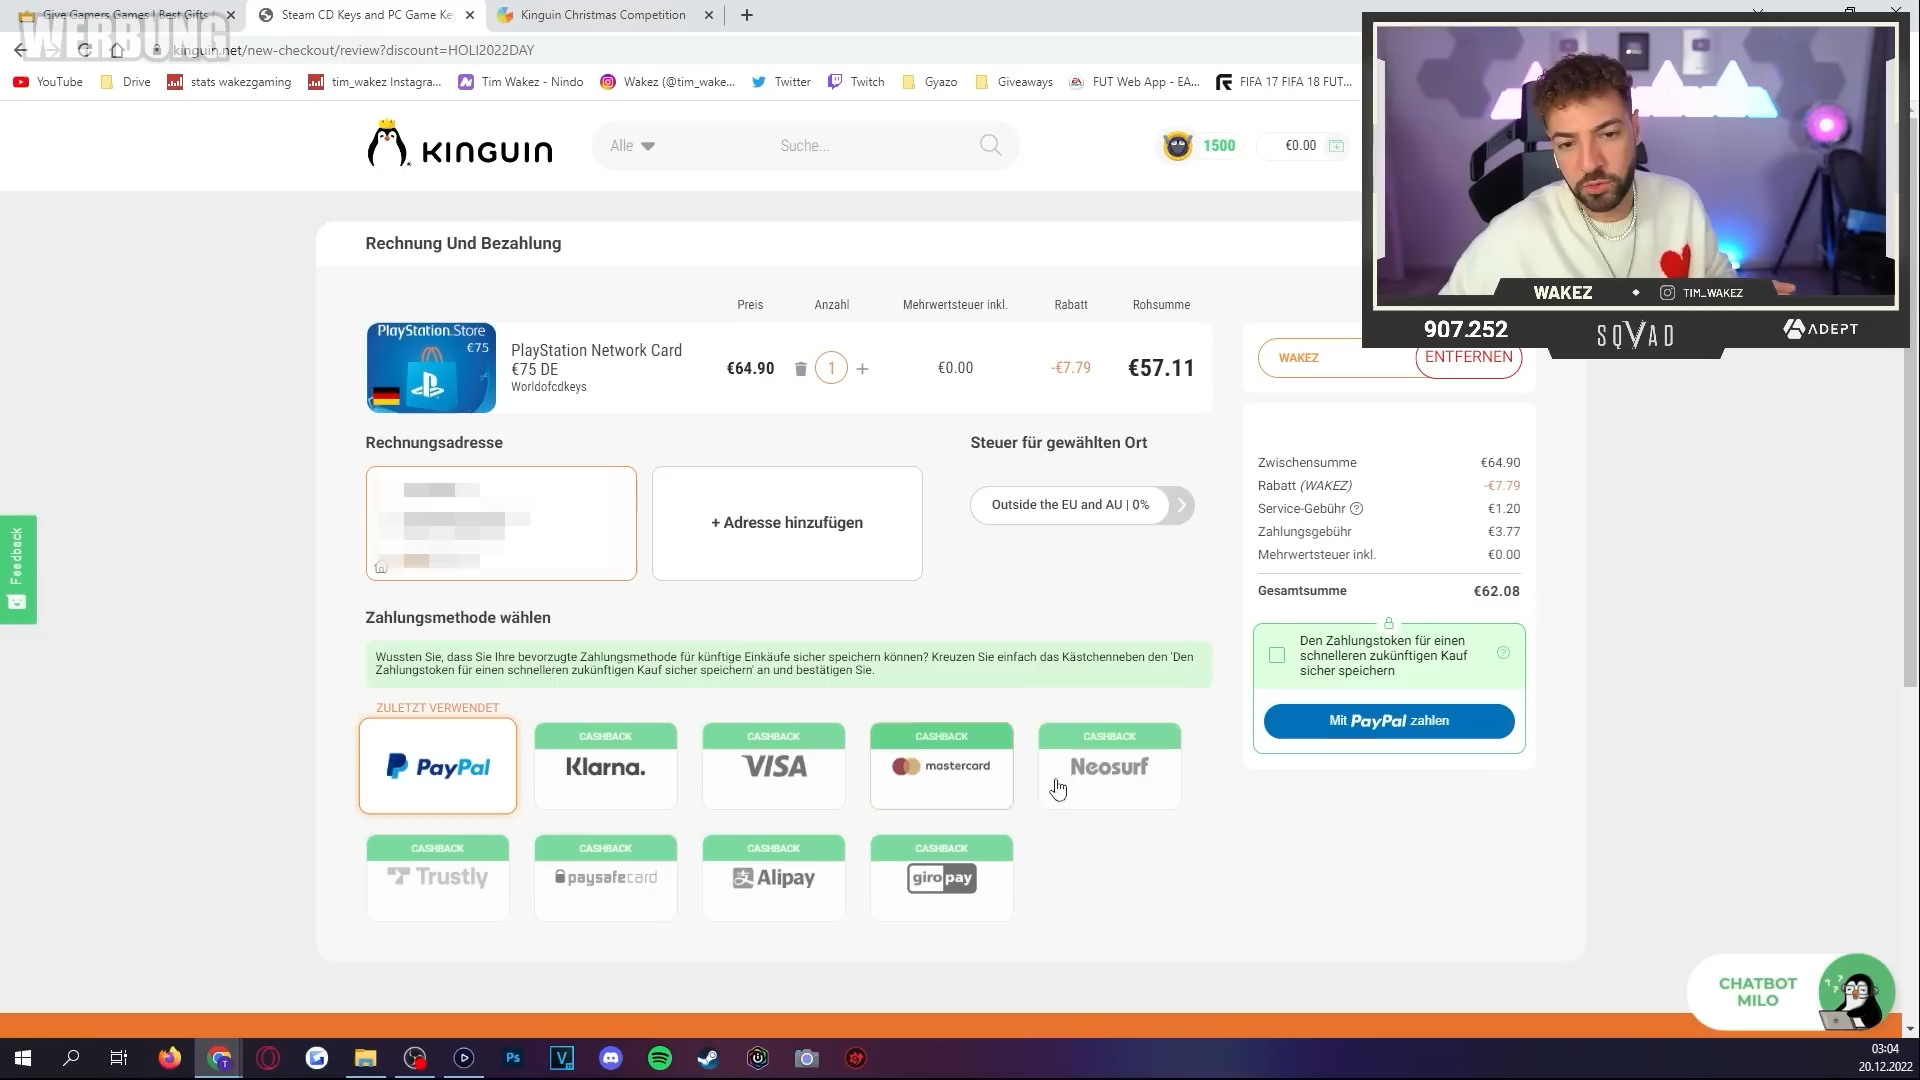 Give Gamers Games | Best Gifts
Steam CD Keys and PC Game Ke
Kinguin Christmas Competition
WERBUNG
kinguin.net/new-checkout/review?discount=HOLI2022DAY
YouTube
Drive
stats wakezgaming
tim_wakez Instagra...
Tim Wakez - Nindo
Wakez (@tim_wake...
Twitter
Twitch
Gyazo
Giveaways
FUT Web App - EA...
FIFA 17 FIFA 18 FUT...
KINGUIN
Alle
Suche...
1500
€0.00
WAKEZ
TIM_WAKEZ
907.252
SQVAD
ADEPT
Rechnung Und Bezahlung
Preis
Anzahl
Mehrwertsteuer inkl.
Rabatt
Rohsumme
PlayStation Store
€75
PlayStation Network Card
€75 DE
Worldofcdkeys
€64.90
1
€0.00
-€7.79
€57.11
WAKEZ
ENTFERNEN
Rechnungsadresse
+ Adresse hinzufügen
Steuer für gewählten Ort
Outside the EU and AU | 0%
Zwischensumme
€64.90
Rabatt (WAKEZ)
-€7.79
Service-Gebühr
€1.20
Zahlungsgebühr
€3.77
Mehrwertsteuer inkl.
€0.00
Gesamtsumme
€62.08
Den Zahlungstoken für einen
schnelleren zukünftigen Kauf
sicher speichern
Mit PayPal zahlen
Feedback
Zahlungsmethode wählen
Wussten Sie, dass Sie Ihre bevorzugte Zahlungsmethode für künftige Einkäufe sicher speichern können? Kreuzen Sie einfach das Kästchenneben den 'Den
Zahlungstoken für einen schnelleren zukünftigen Kauf sicher speichern' an und bestätigen Sie.
ZULETZT VERWENDET
PayPal
CASHBACK
Klarna.
CASHBACK
VISA
CASHBACK
mastercard.
CASHBACK
Neosurf
CASHBACK
Trustly
CASHBACK
paysafecard
CASHBACK
Alipay
CASHBACK
giropay
CHATBOT
MILO
03:04
20.12.2022